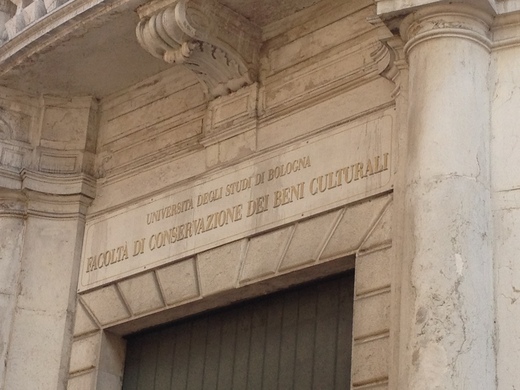 UNIVERSITÀ DEGLI STUDI DI BOLOGNA
FACOLTÀ DI CONSERVAZIONE DEI BENI CULTURALI